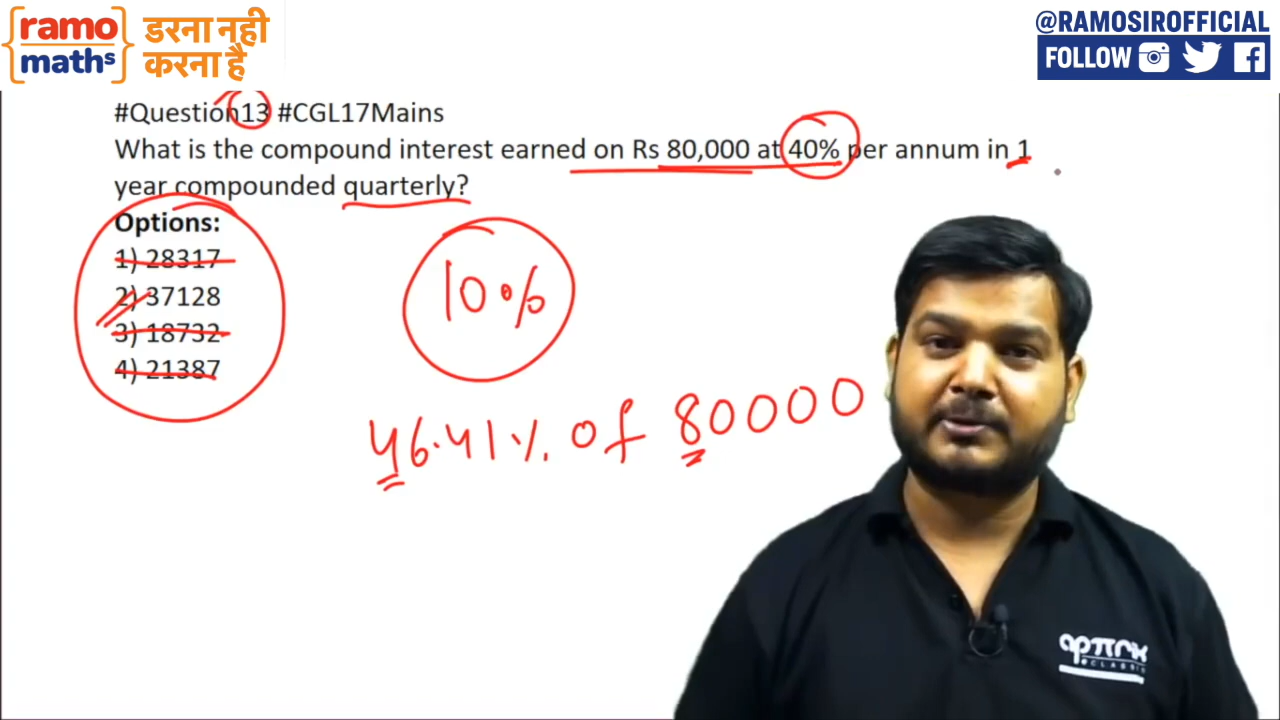 ramo
maths
डरना नही
करना है
@RAMOSIROFFICIAL
FOLLOW
#Question13 #CGL17Mains
What is the compound interest earned on Rs 80,000 at 40% per annum in 1
year compounded quarterly?
Options:
1) 28317
2) 37128
3) 18732
4) 21387
10%
46.41% of 80000
CLASSES